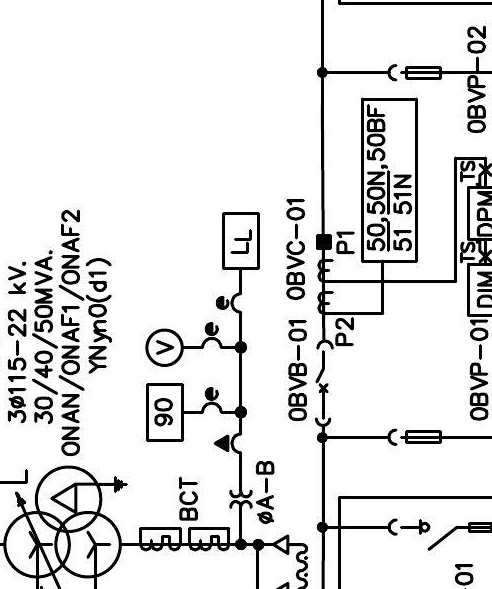 3Ø115-22 kV.
30/40/50MVA.
ONAN/ONAF1/ONAF2
YNyn0(d1)
LL
e
V
e
90
e
BCT
ØA-B
0BVC-01
P1
50,50N,50BF
51 51N
0BVB-01
P2
0BVP-02
TS
DPM
TS
DIM
0BVP-01
01